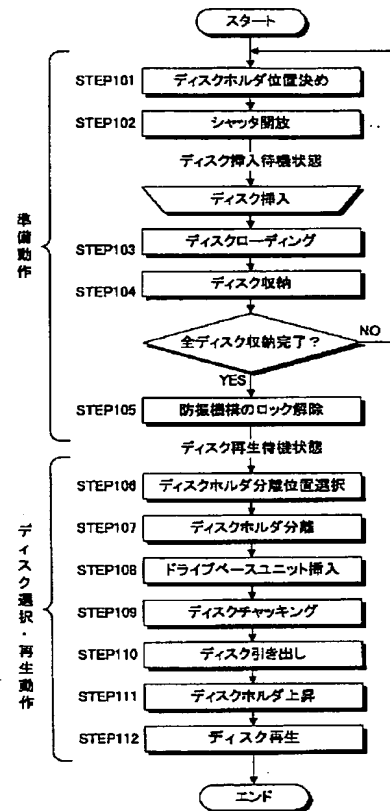 スタート
STEP101 ディスクホルダ位置決め
STEP102 シャッタ開放
ディスク挿入待機状態
ディスク挿入
STEP103 ディスクローディング
STEP104 ディスク収納
全ディスク収納完了？ NO
YES
STEP105 防振機構のロック解除
ディスク再生待機状態
STEP106 ディスクホルダ分離位置選択
STEP107 ディスクホルダ分離
STEP108 ドライブベースユニット挿入
STEP109 ディスクチャッキング
STEP110 ディスク引き出し
STEP111 ディスクホルダ上昇
STEP112 ディスク再生
エンド
準備動作
ディスク選択・再生動作